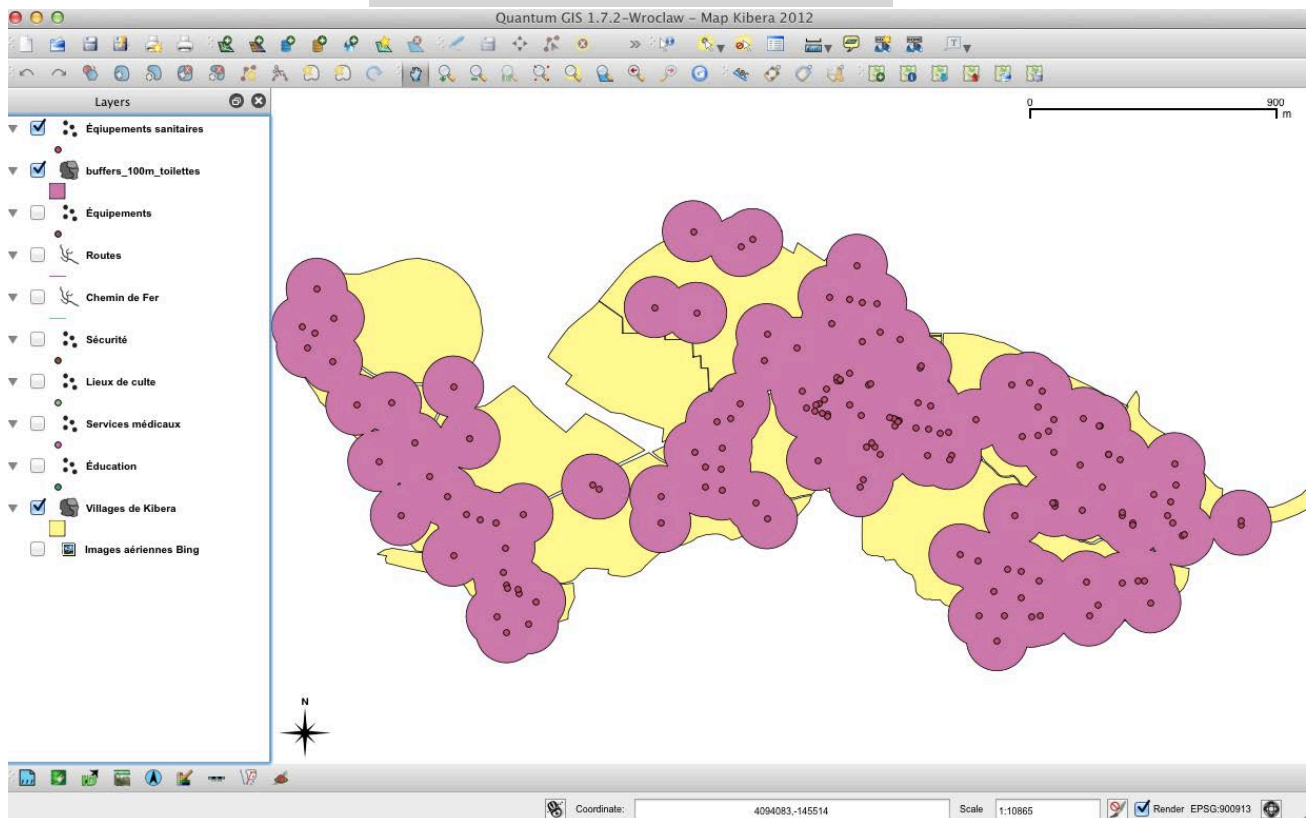 Quantum GIS 1.7.2-Wroclaw – Map Kibera 2012
Layers
Éqiupements sanitaires
buffers_100m_toilettes
Équipements
Routes
Chemin de Fer
Sécurité
Lieux de culte
Services médicaux
Éducation
Villages de Kibera
Images aériennes Bing
0 900
m
N
Coordinate: 4094083,-145514 Scale 1:10865 Render EPSG:900913